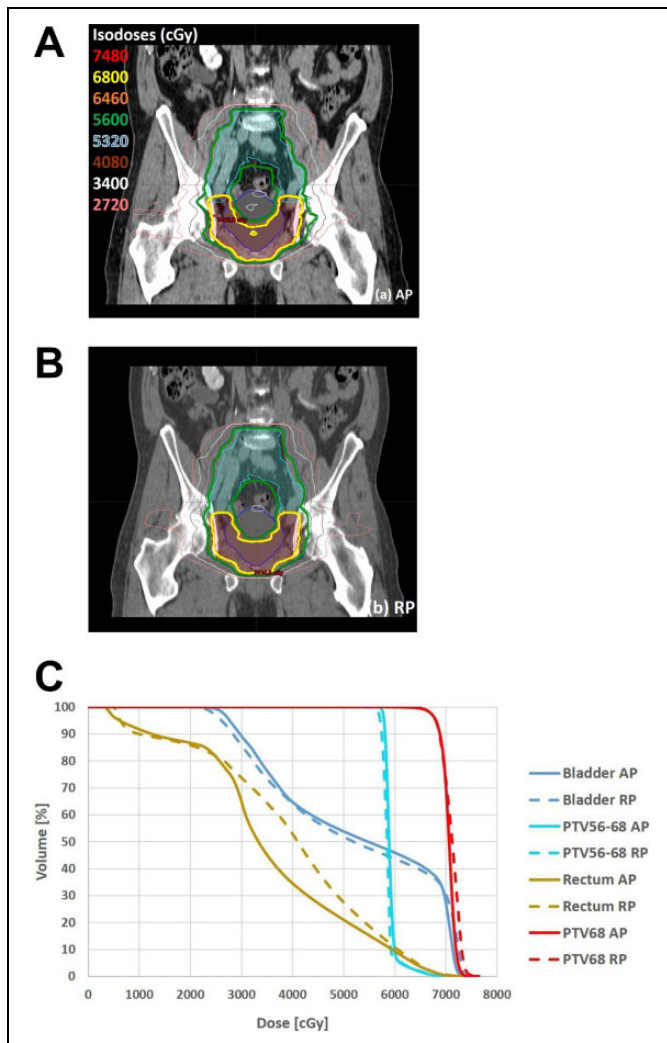 A
Isodoses (cGy)
7480
6800
6460
5600
5320
4080
3400
2720
(a) AP
B
(b) RP
C
100
90
80
70
60
50
40
30
20
10
0
Volume [%]
0 1000 2000 3000 4000 5000 6000 7000 8000
Dose [cGy]
Bladder AP
Bladder RP
PTV56-68 AP
PTV56-68 RP
Rectum AP
Rectum RP
PTV68 AP
PTV68 RP